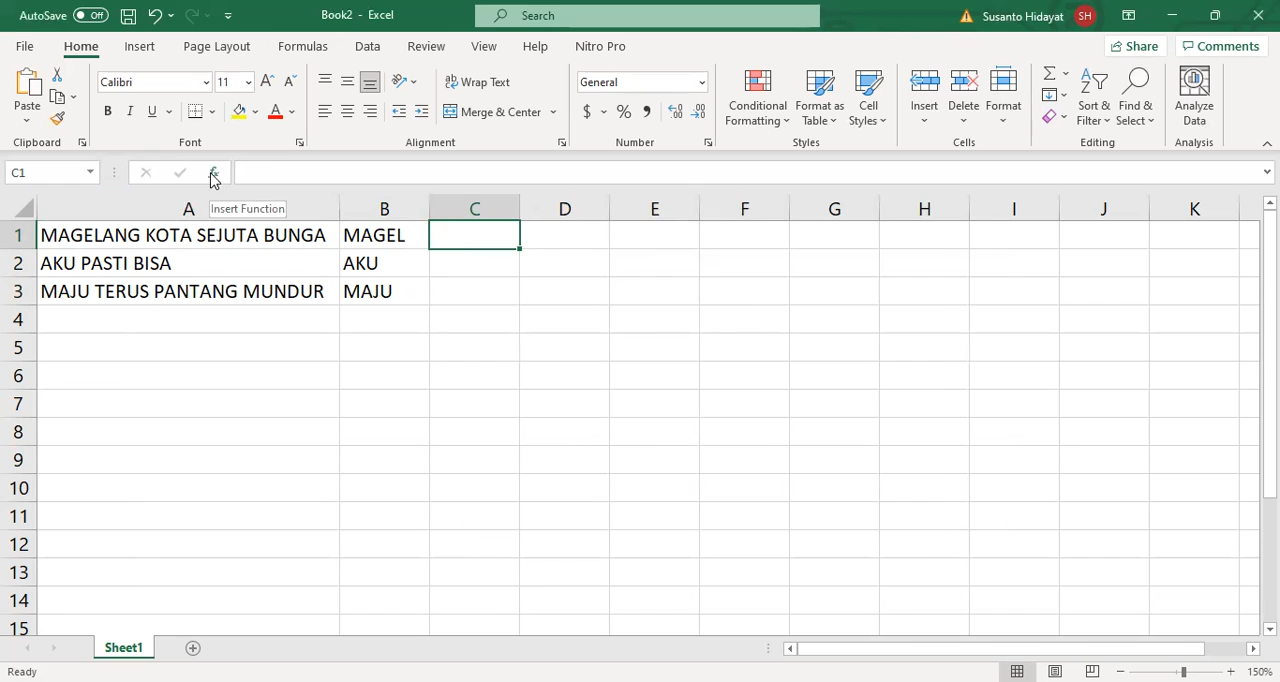 AutoSave Off Book2 - Excel Search Susanto Hidayat SH
File Home Insert Page Layout Formulas Data Review View Help Nitro Pro Share Comments
Paste Calibri 11 A A Wrap Text General Conditional Formatting Format as Table Cell Styles Insert Delete Format Sort & Filter Find & Select Analyze Data
B I U A Merge & Center $ % ,
Clipboard Font Alignment Number Styles Cells Editing Analysis
C1 fx
Insert Function
A B C D E F G H I J K
1 MAGELANG KOTA SEJUTA BUNGA MAGEL
2 AKU PASTI BISA AKU
3 MAJU TERUS PANTANG MUNDUR MAJU
4
5
6
7
8
9
10
11
12
13
14
15
Sheet1
Ready 150%